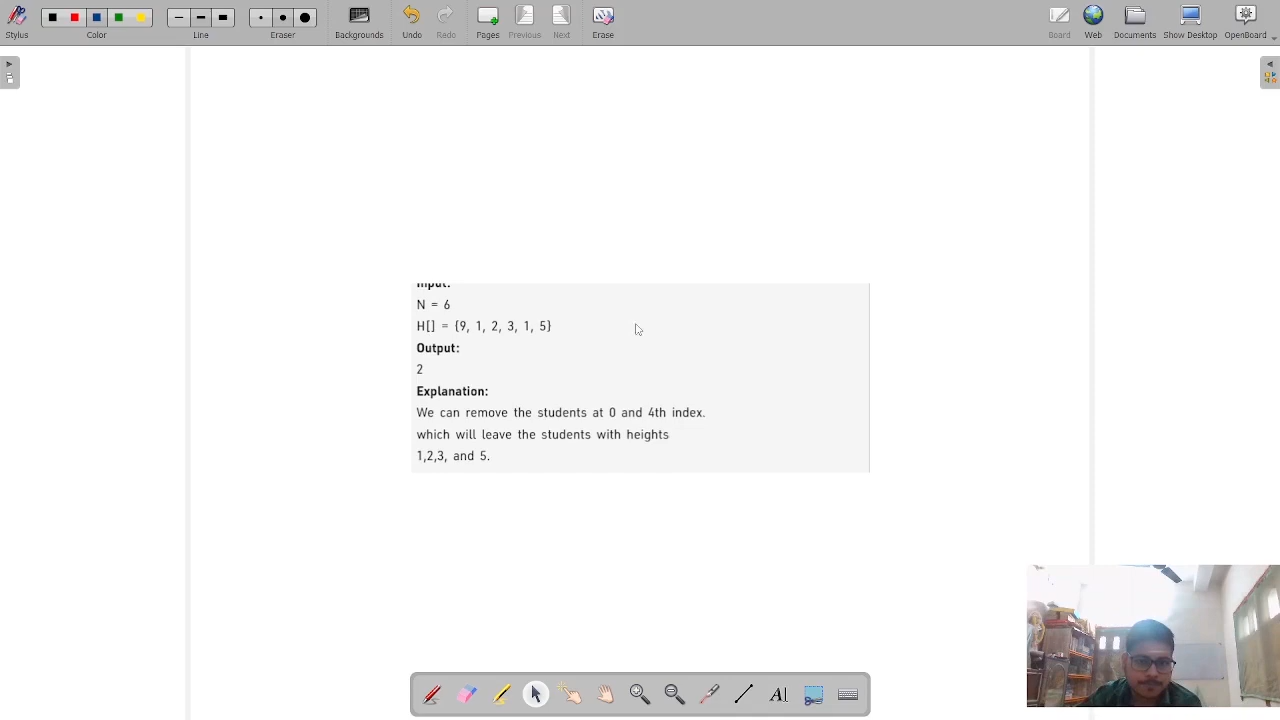 Stylus Color Line Eraser Backgrounds Undo Redo Pages Previous Next Erase Board Web Documents Show Desktop OpenBoard
Input:
N = 6
H[] = {9, 1, 2, 3, 1, 5}
Output:
2
Explanation:
We can remove the students at 0 and 4th index.
which will leave the students with heights
1,2,3, and 5.
AI